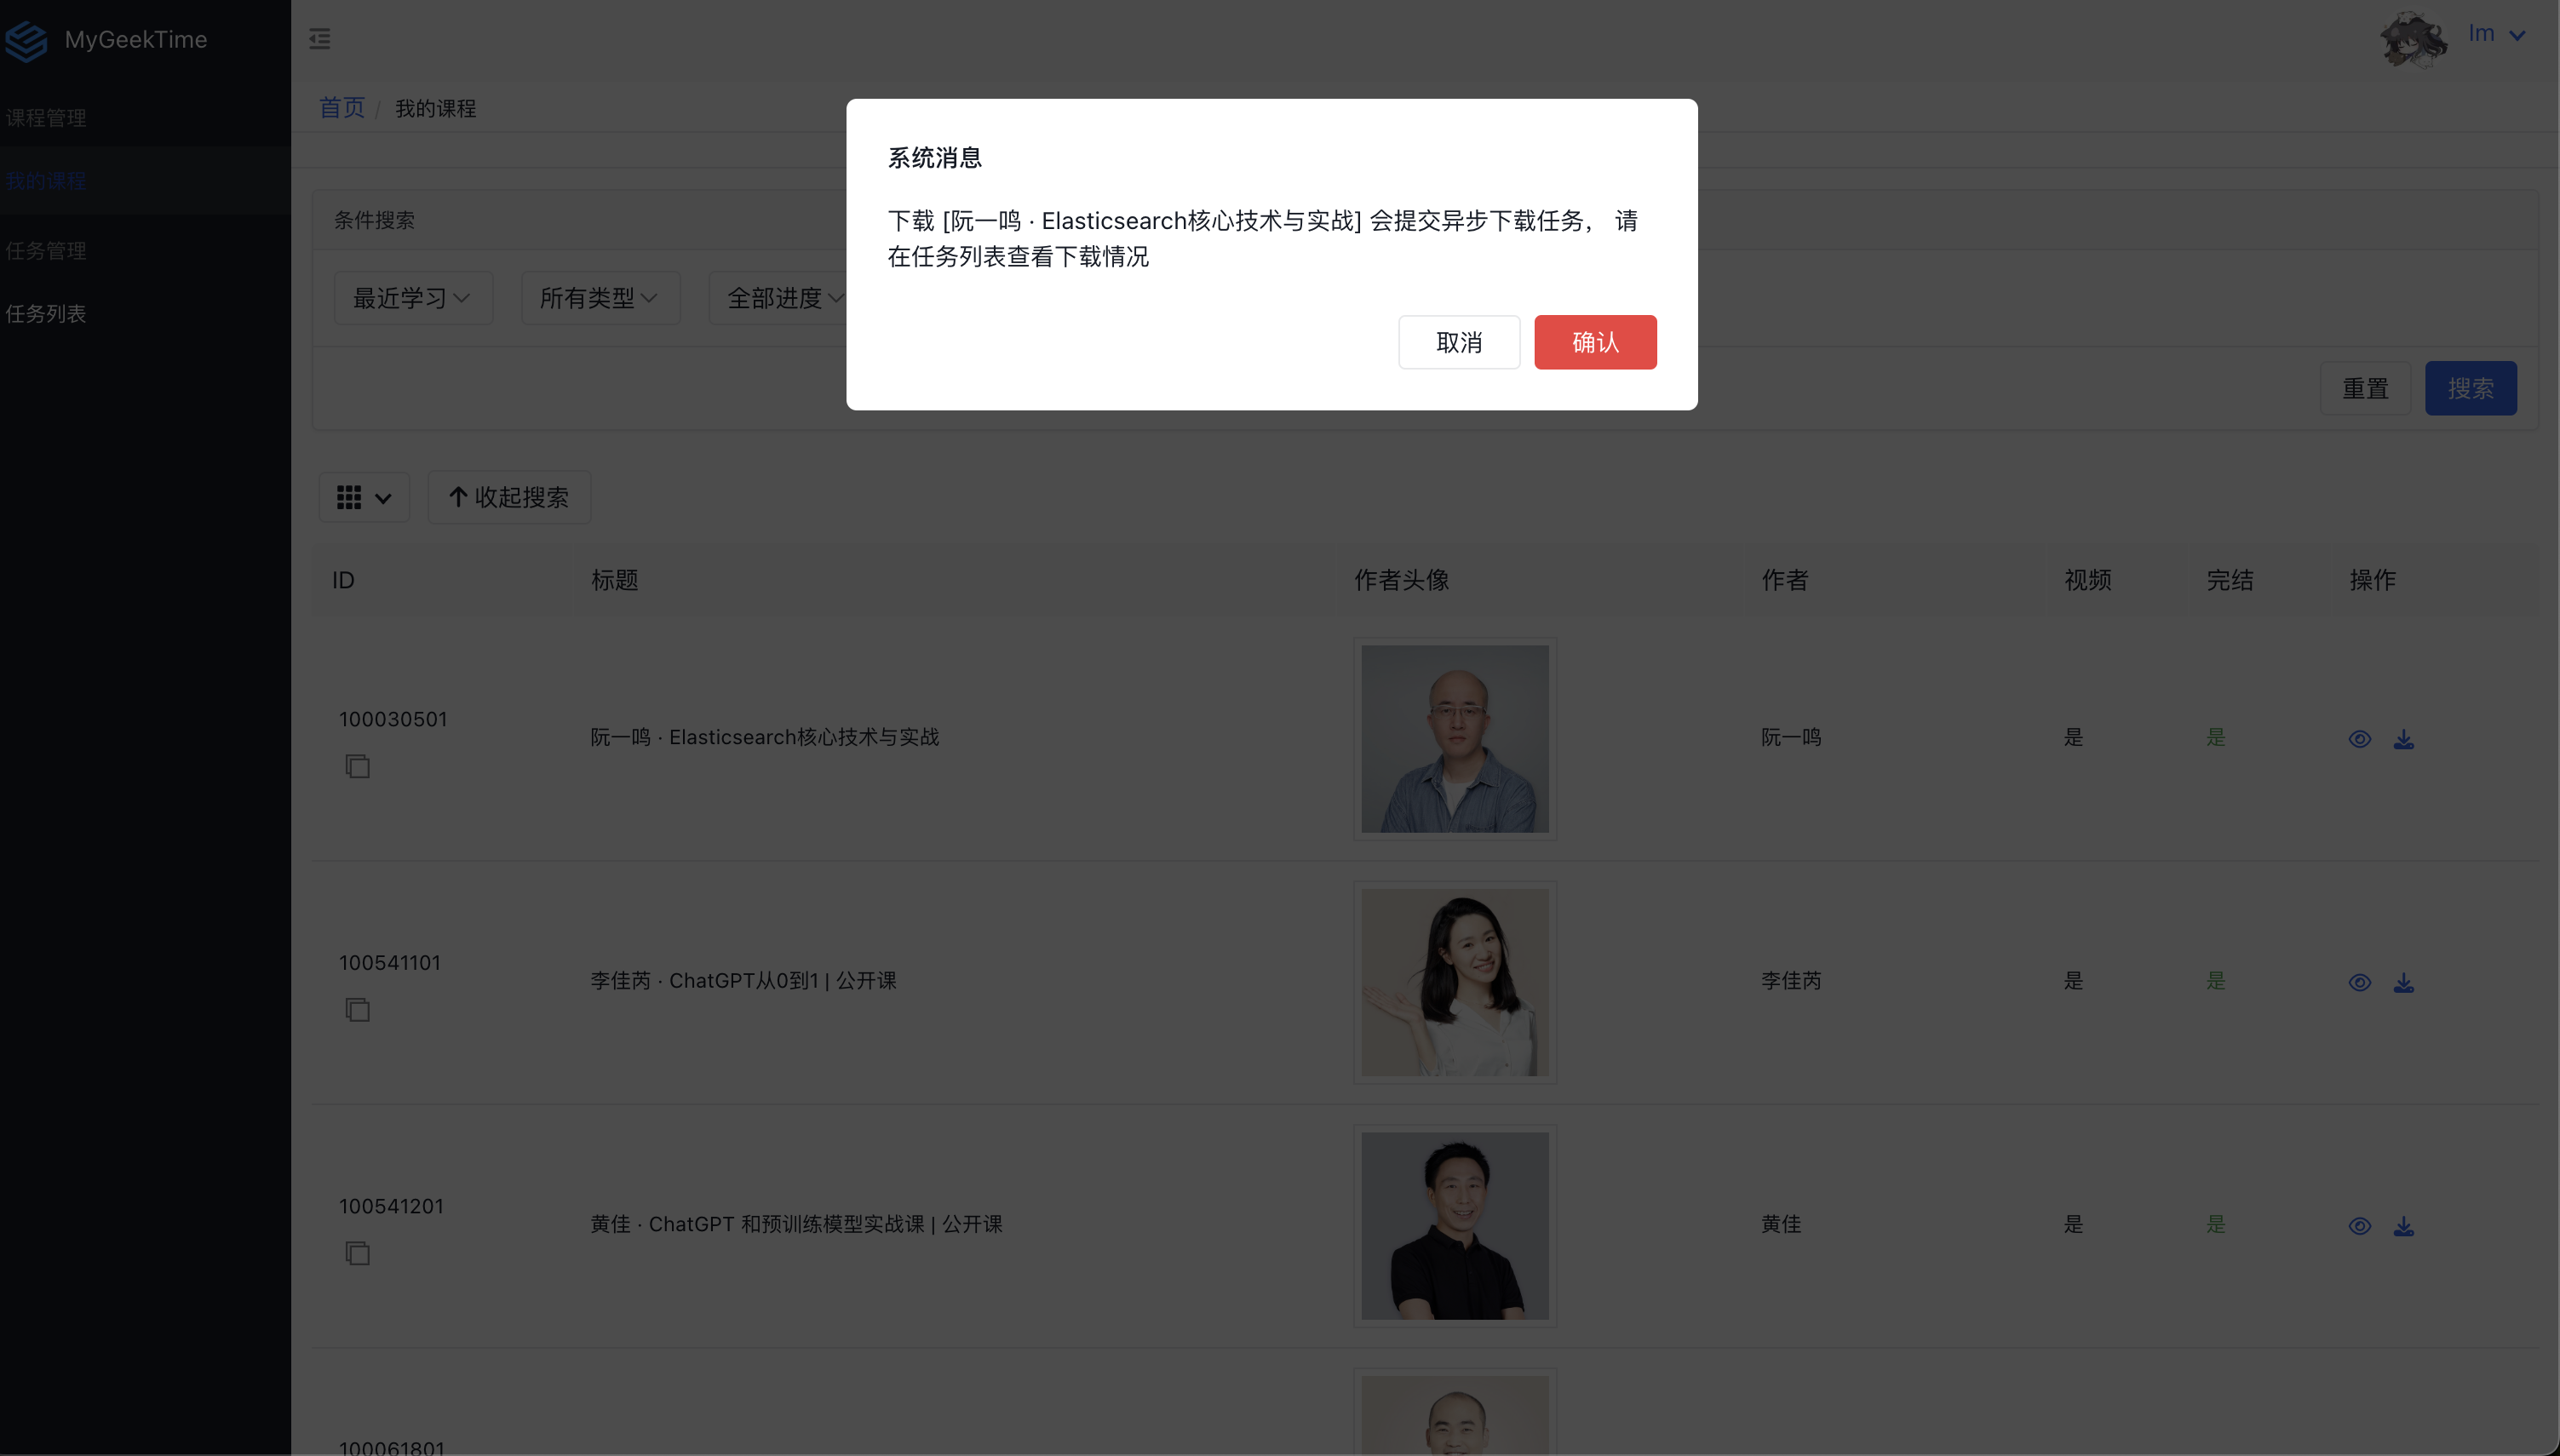 MyGeekTime
lm
课程管理
我的课程
任务管理
任务列表
首页 / 我的课程
系统消息
下载 [阮一鸣 · Elasticsearch核心技术与实战] 会提交异步下载任务， 请
在任务列表查看下载情况
取消 确认
条件搜索
最近学习 所有类型 全部进度
重置 搜索
收起搜索
ID 标题 作者头像 作者 视频 完结 操作
100030501 阮一鸣 · Elasticsearch核心技术与实战 阮一鸣 是 是
100541101 李佳芮 · ChatGPT从0到1 | 公开课 李佳芮 是 是
100541201 黄佳 · ChatGPT 和预训练模型实战课 | 公开课 黄佳 是 是
100061801